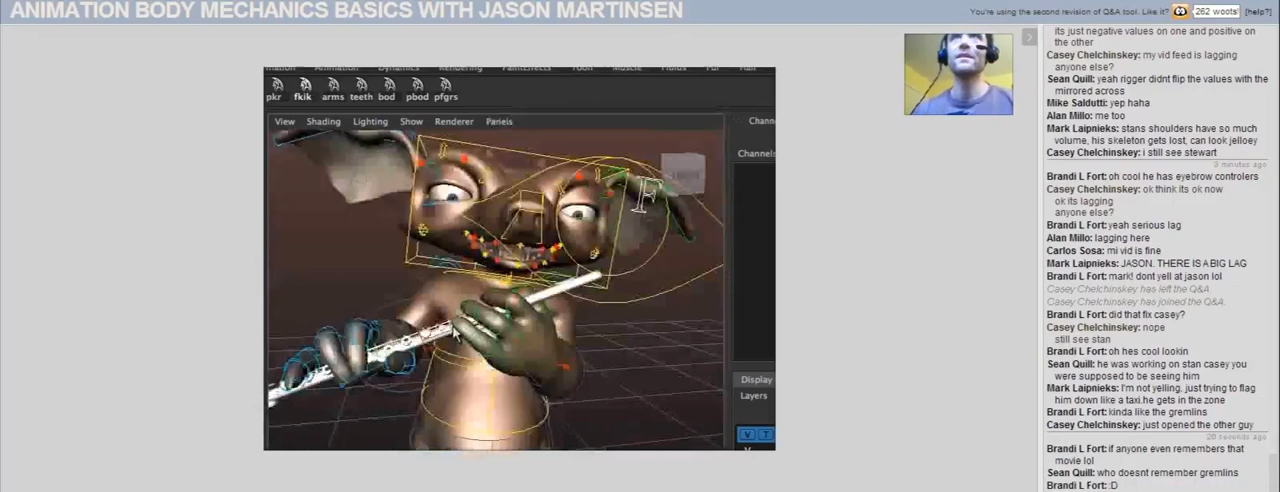 ANIMATION BODY MECHANICS BASICS WITH JASON MARTINSEN
You're using the second revision of Q&A tool. Like it? 262 woots! [help?]
pkr fkik arms teeth bod pbod pfgrs
View Shading Lighting Show Renderer Panels
Chann
Channels
F
Display
Layers
V T
its just negative values on one and positive on
the other
Casey Chelchinskey: my vid feed is lagging
anyone else?
Sean Quill: yeah rigger didnt flip the values with the
mirrored across
Mike Saldutti: yep haha
Alan Millo: me too
Mark Laipnieks: stans shoulders have so much
volume, his skeleton gets lost, can look jelloey
Casey Chelchinskey: i still see stewart
3 minutes ago
Brandi L Fort: oh cool he has eyebrow controlers
Casey Chelchinskey: ok think its ok now
ok its lagging
anyone else?
Brandi L Fort: yeah serious lag
Alan Millo: lagging here
Carlos Sosa: mi vid is fine
Mark Laipnieks: JASON. THERE IS A BIG LAG
Brandi L Fort: mark! dont yell at jason lol
Casey Chelchinskey has left the Q&A.
Casey Chelchinskey has joined the Q&A.
Brandi L Fort: did that fix casey?
Casey Chelchinskey: nope
still see stan
Brandi L Fort: oh hes cool lookin
Sean Quill: he was working on stan casey you
were supposed to be seeing him
Mark Laipnieks: I'm not yelling, just trying to flag
him down like a taxi.he gets in the zone
Brandi L Fort: kinda like the gremlins
Casey Chelchinskey: just opened the other guy
20 seconds ago
Brandi L Fort: if anyone even remembers that
movie lol
Sean Quill: who doesnt remember gremlins
Brandi L Fort: :D